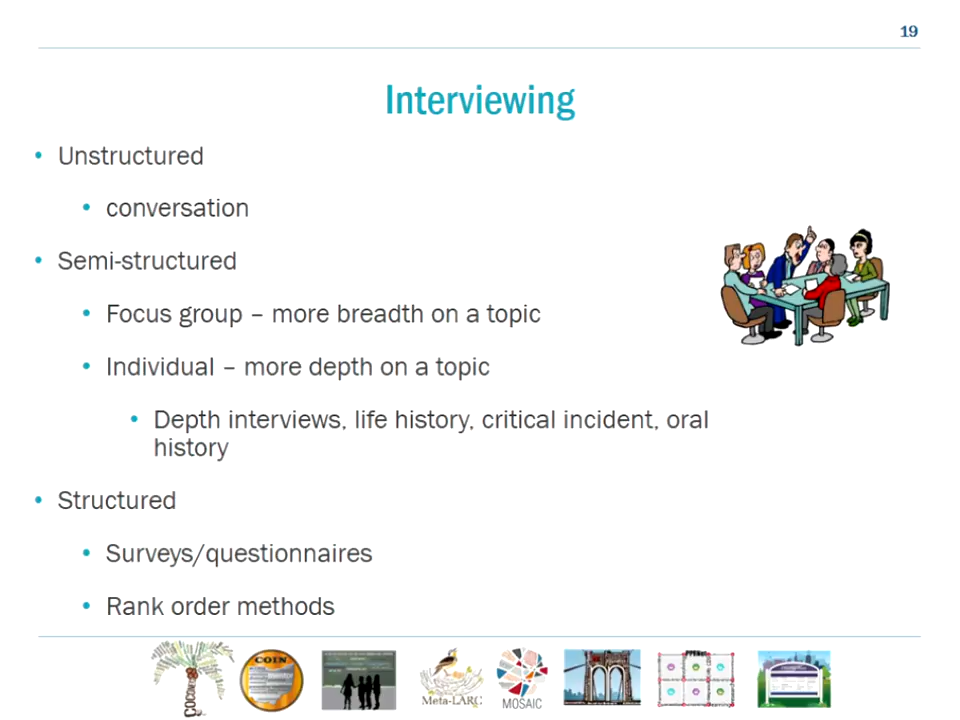 19
Interviewing
• Unstructured
• conversation
• Semi-structured
• Focus group – more breadth on a topic
• Individual – more depth on a topic
• Depth interviews, life history, critical incident, oral
history
• Structured
• Surveys/questionnaires
• Rank order methods
COCONET
COIN
Meta-LARC
MOSAIC